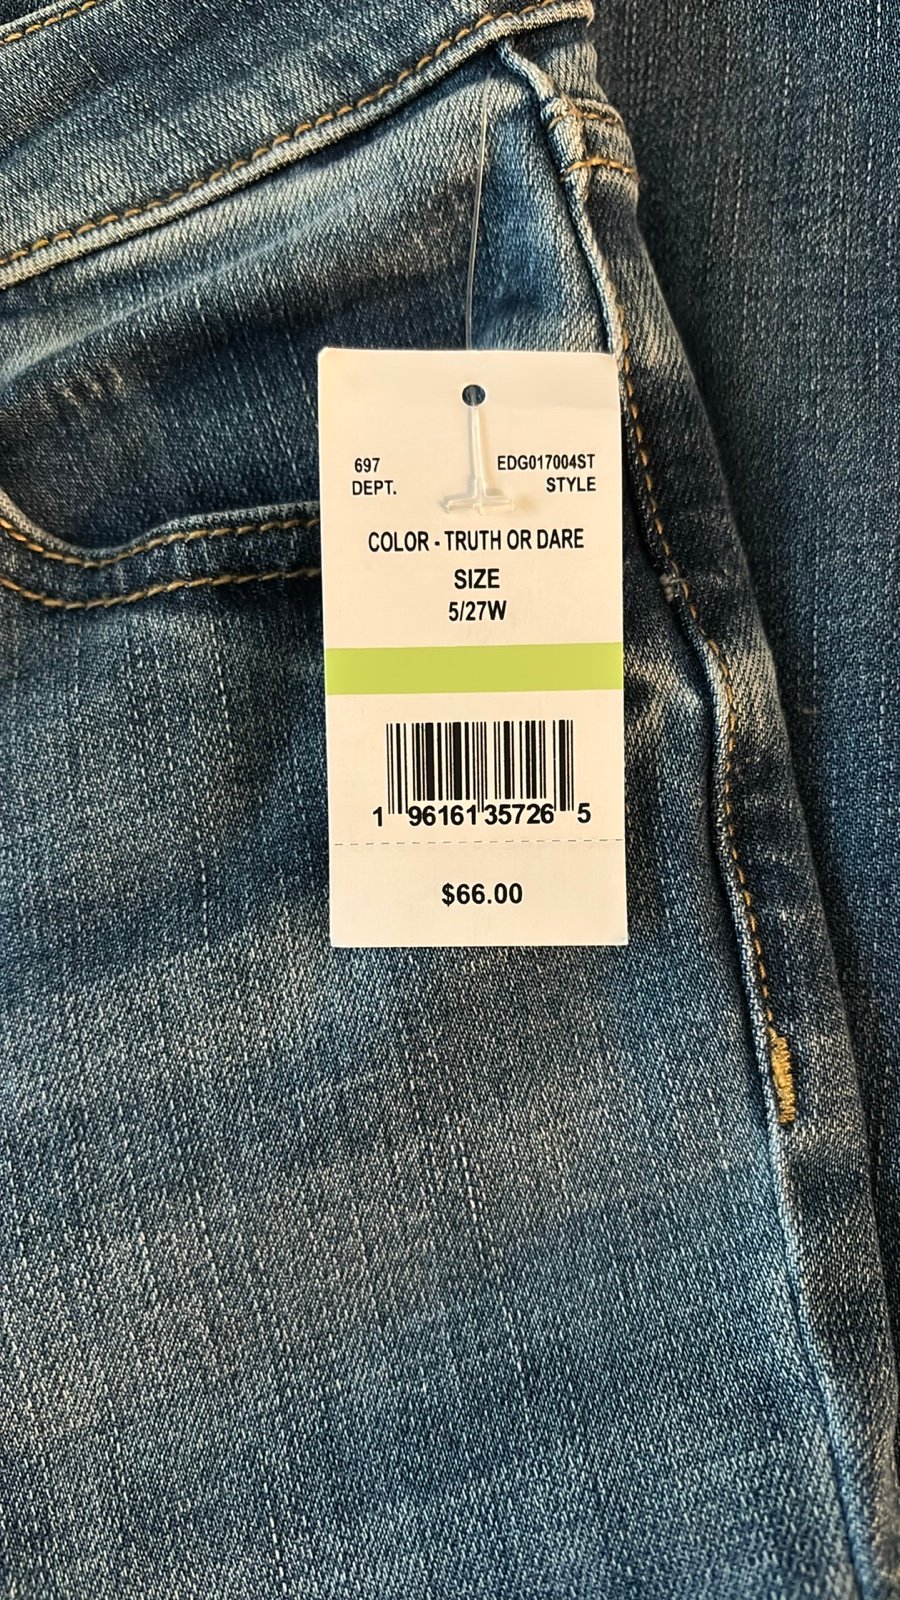 697 EDG017004ST
DEPT. STYLE
COLOR - TRUTH OR DARE
SIZE
5/27W
1 96161 35726 5
$66.00